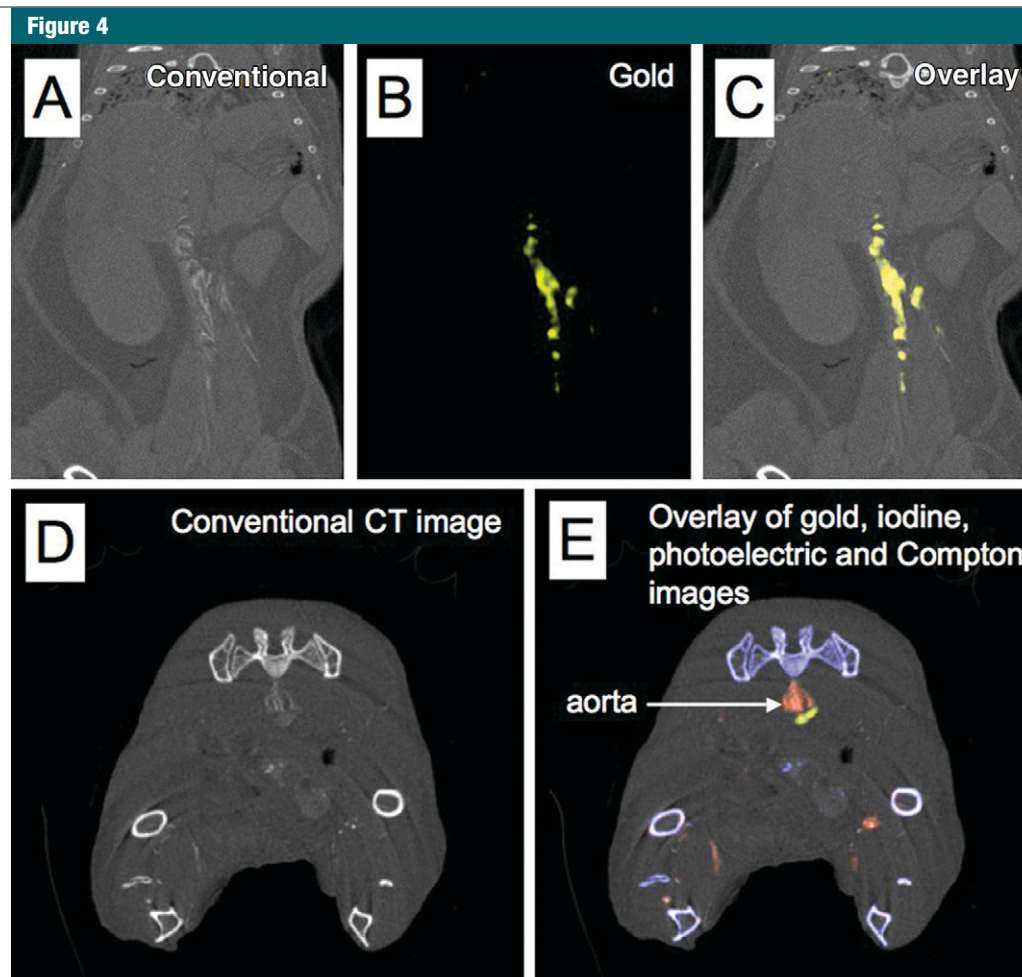 Figure 4
A
Conventional
B
Gold
C
Overlay
D
Conventional CT image
E
Overlay of gold, iodine,
photoelectric and Compton
images
aorta